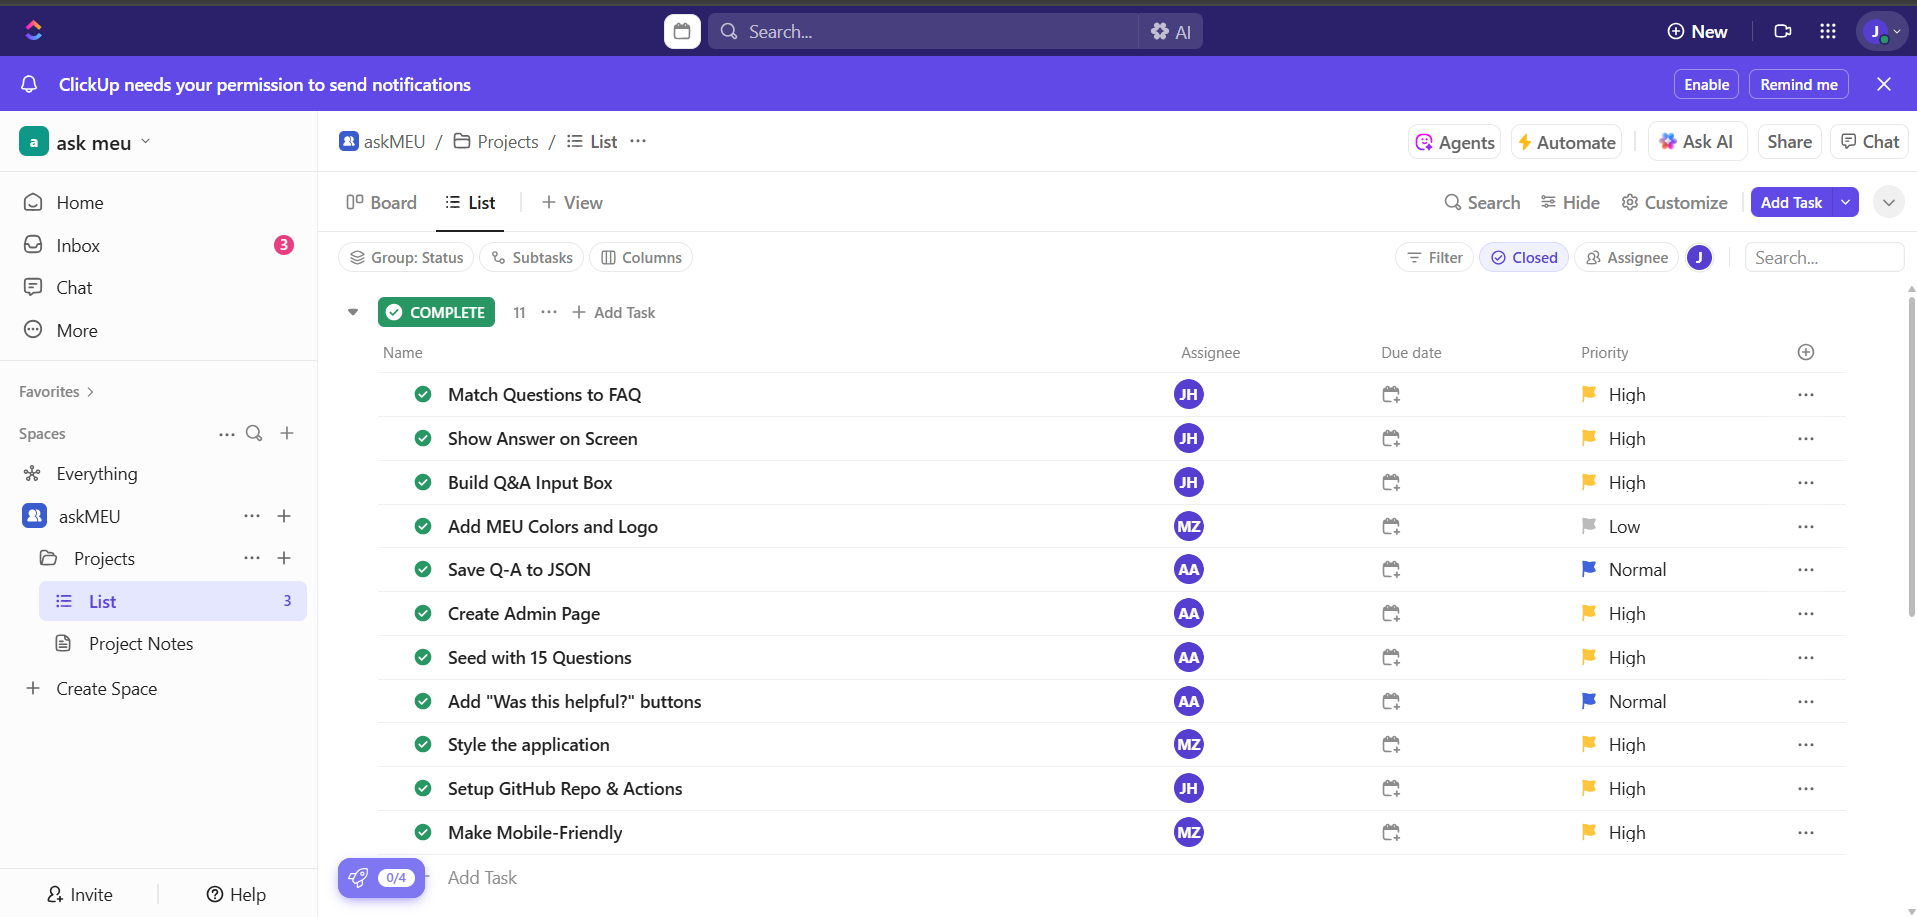 Search...
AI
New
J
ClickUp needs your permission to send notifications
Enable
Remind me
a
ask meu
askMEU / Projects / List
Agents
Automate
Ask AI
Share
Chat
Home
Inbox
3
Chat
More
Favorites
Spaces
Everything
askMEU
Projects
List
3
Project Notes
Create Space
Invite
Help
Board
List
View
Search
Hide
Customize
Add Task
Group: Status
Subtasks
Columns
Filter
Closed
Assignee
J
Search...
COMPLETE
11
Add Task
Name Assignee Due date Priority
Match Questions to FAQ JH High
Show Answer on Screen JH High
Build Q&A Input Box JH High
Add MEU Colors and Logo MZ Low
Save Q-A to JSON AA Normal
Create Admin Page AA High
Seed with 15 Questions AA High
Add "Was this helpful?" buttons AA Normal
Style the application MZ High
Setup GitHub Repo & Actions JH High
Make Mobile-Friendly MZ High
0/4
Add Task